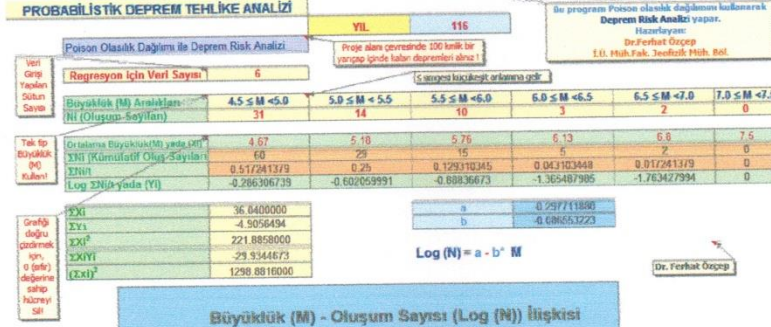 PROBABİLİSTİK DEPREM TEHLİKE ANALİZİ
YIL 116
Bu program Poison olasılık dağılımını kullanarak
Deprem Risk Analizi yapar.
Hazırlayan:
Dr.Ferhat Özçep
İ.Ü. Müh.Fak. Jeofizik Müh. Böl.
Poison Olasılık Dağılımı ile Deprem Risk Analizi
Proje alanı çevresinde 100 kmlik bir
yarıçap içinde kalan depremleri alınız !
Veri
Girişi
Yapılan
Sütun
Sayısı
Regresyon için Veri Sayısı 6
≤ simgesi küçükeşit anlamına gelir
Büyüklük (M) Aralıkları 4.5 ≤ M <5.0 5.0 ≤ M < 5.5 5.5 ≤ M <6.0 6.0 ≤ M <6.5 6.5 ≤ M <7.0 7.0 ≤ M <7.
Ni (Oluşum Sayıları) 31 14 10 3 2 0
Tek tip
Büyüklük
(M)
Kullan!
Ortalama Büyüklük(M) yada (Xi) 4.67 5.18 5.76 6.13 6.8 7.5
ΣNi (Kümülatif Oluş.Sayıları 60 29 15 5 2 0
ΣNi/t 0.517241379 0.25 0.129310345 0.043103448 0.017241379 0
Log ΣNi/t yada (Yi) -0.286306739 -0.602059991 -0.88836673 -1.365487985 -1.763427994 0
Grafiği
doğru
çizdirmek
için,
0 (sıfır)
değerine
sahip
hücreyi
Sil!
ΣXi 36.0400000
ΣYi -4.9056494
ΣXi² 221.8858000
ΣXiYi -29.9344673
(Σxi)² 1298.8816000
a 0.297711880
b -0.686553223
Log (N) = a - b* M
Dr. Ferhat Özçep
Büyüklük (M) - Oluşum Sayısı (Log (N)) İlişkisi